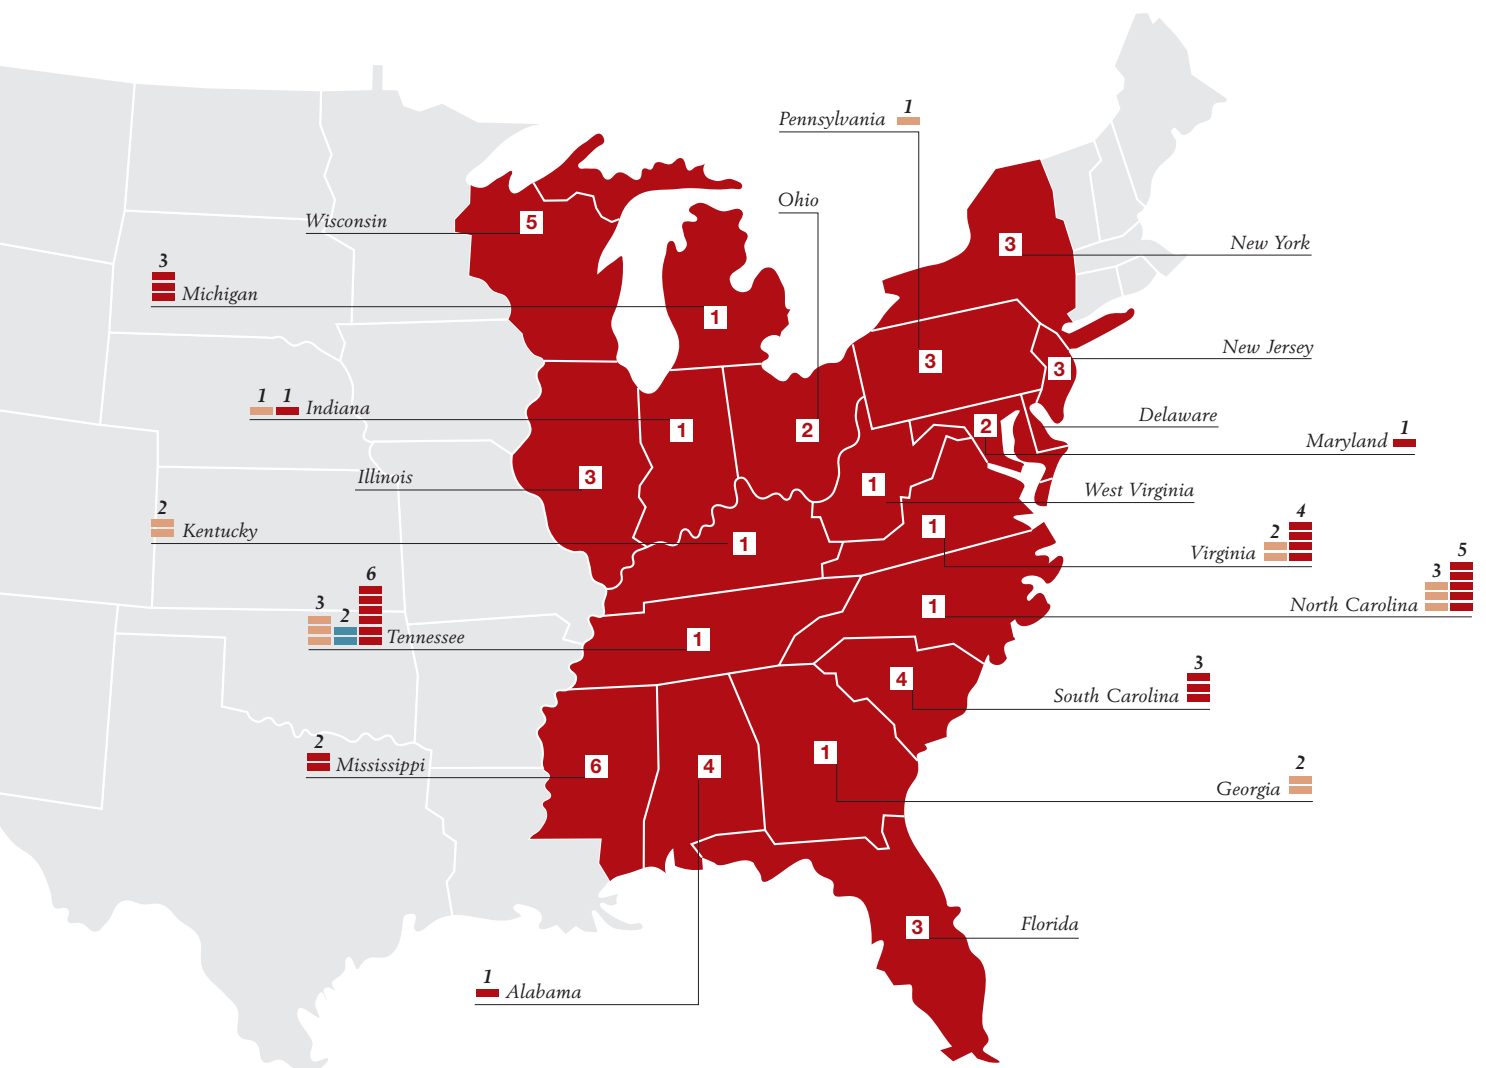 1
Pennsylvania
Ohio
Wisconsin
5
3
New York
3
Michigan
1
3
New Jersey
3
1 1
Indiana
1
2
2
Delaware
1
Maryland
Illinois
3
1
West Virginia
2
Kentucky
1
1
2 4
Virginia
3 5
North Carolina
1
3 2 6
Tennessee
1
4
3
South Carolina
2
Mississippi
6
4
1
2
Georgia
3
Florida
1
Alabama